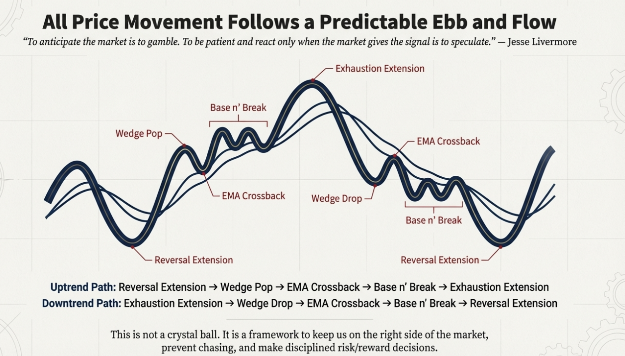 All Price Movement Follows a Predictable Ebb and Flow
“To anticipate the market is to gamble. To be patient and react only when the market gives the signal is to speculate.” — Jesse Livermore
Exhaustion Extension
Base n’ Break
Wedge Pop
EMA Crossback
EMA Crossback
Wedge Drop
Base n’ Break
Reversal Extension
Reversal Extension
Uptrend Path: Reversal Extension → Wedge Pop → EMA Crossback → Base n’ Break → Exhaustion Extension
Downtrend Path: Exhaustion Extension → Wedge Drop → EMA Crossback → Base n’ Break → Reversal Extension
This is not a crystal ball. It is a framework to keep us on the right side of the market,
prevent chasing, and make disciplined risk/reward decisions.